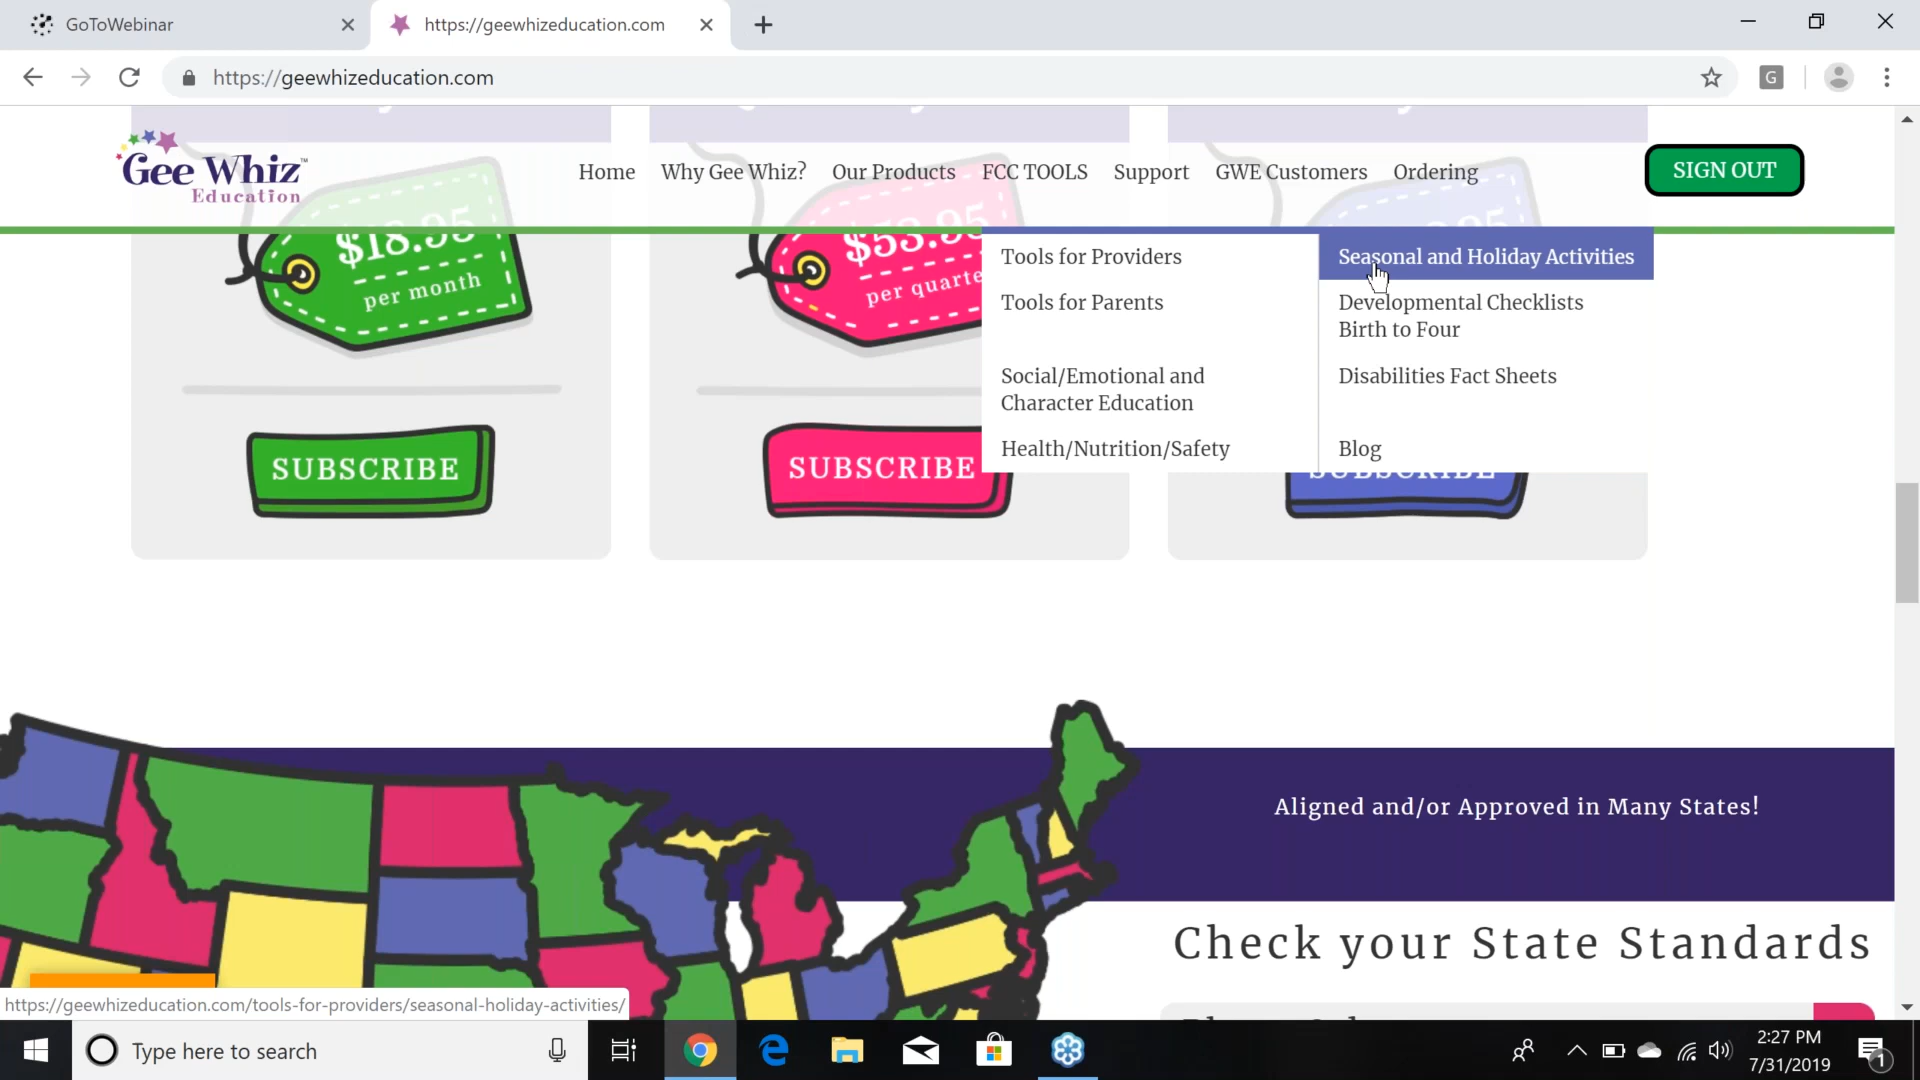 GoToWebinar
https://geewhizeducation.com
https://geewhizeducation.com
G
Gee Whiz™
Education
Home
Why Gee Whiz?
Our Products
FCC TOOLS
Support
GWE Customers
Ordering
SIGN OUT
$18.95
per month
$53.95
per quarte
Tools for Providers
Tools for Parents
Social/Emotional and
Character Education
Health/Nutrition/Safety
Seasonal and Holiday Activities
Developmental Checklists
Birth to Four
Disabilities Fact Sheets
Blog
SUBSCRIBE
SUBSCRIBE
SUBSCRIBE
Aligned and/or Approved in Many States!
Check your State Standards
https://geewhizeducation.com/tools-for-providers/seasonal-holiday-activities/
Type here to search
2:27 PM
7/31/2019
1